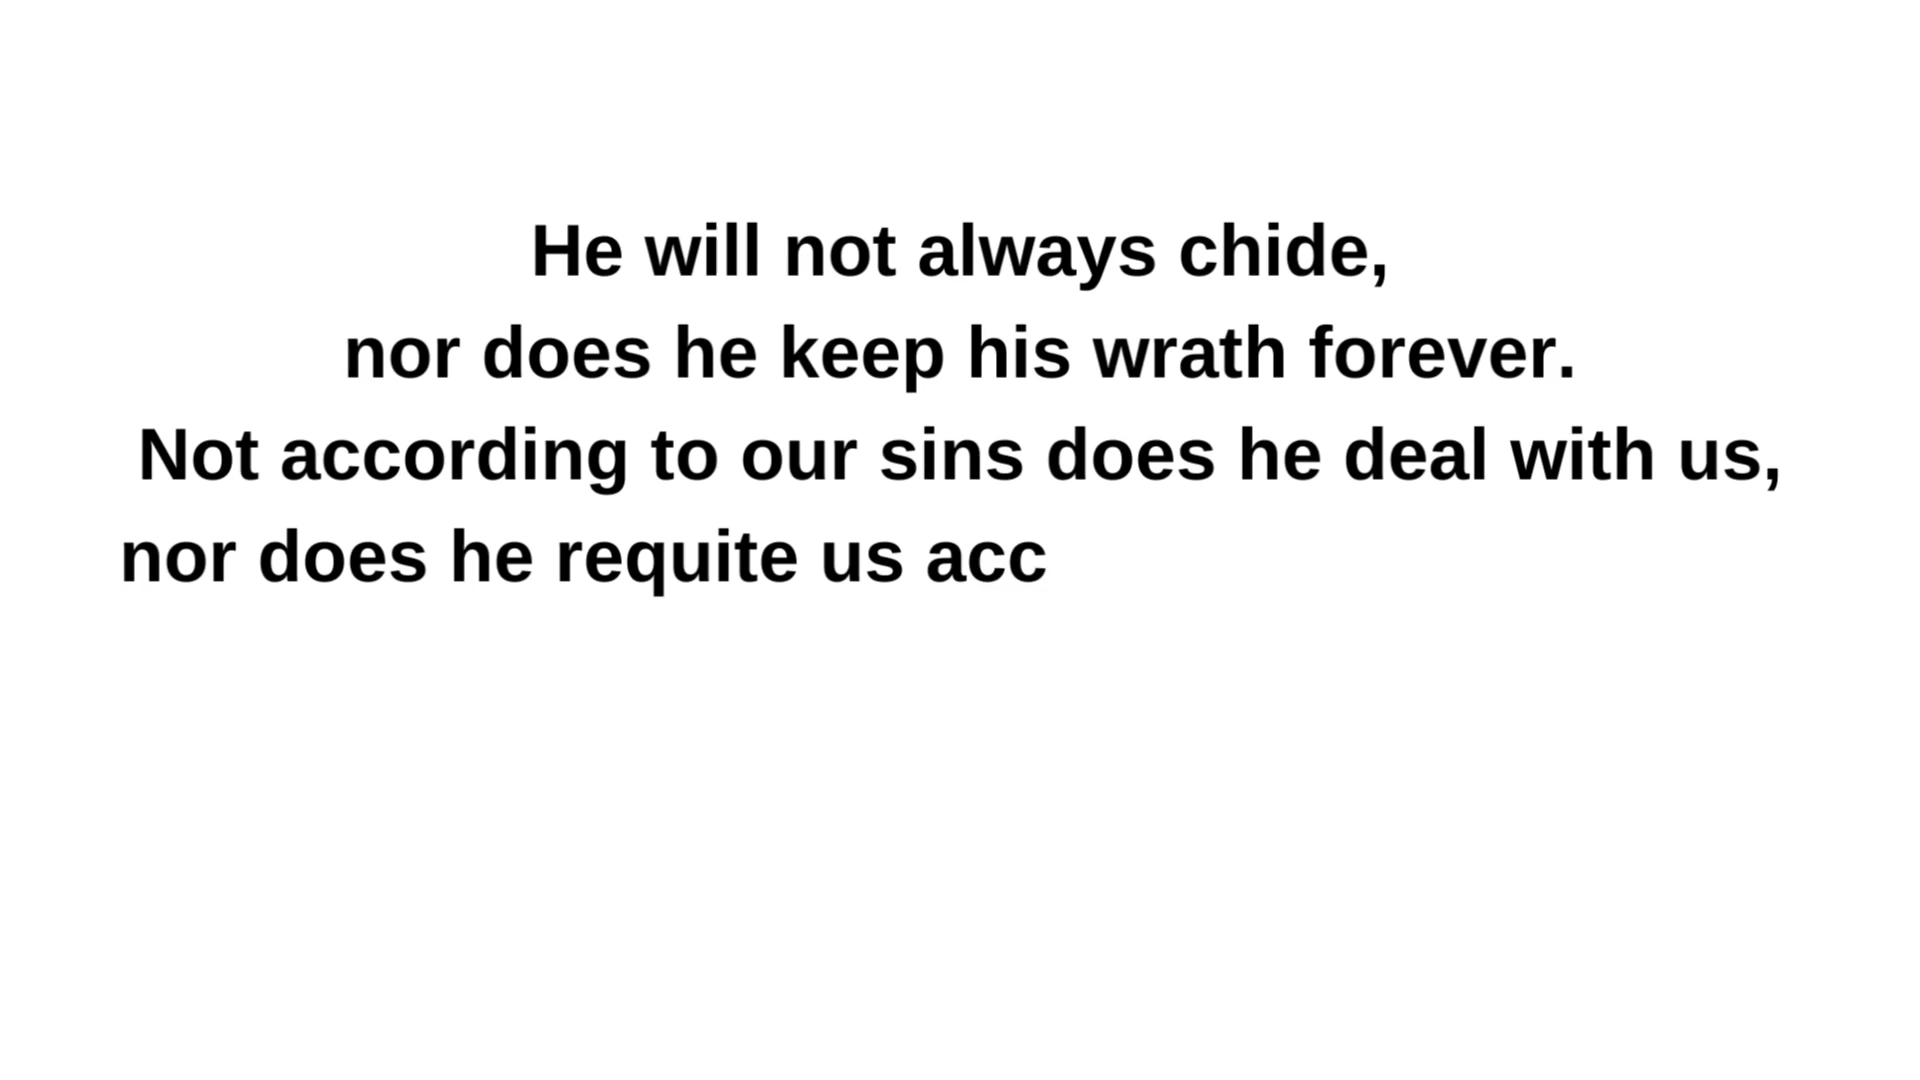 He will not always chide,
nor does he keep his wrath forever.
Not according to our sins does he deal with us,
nor does he requite us acc